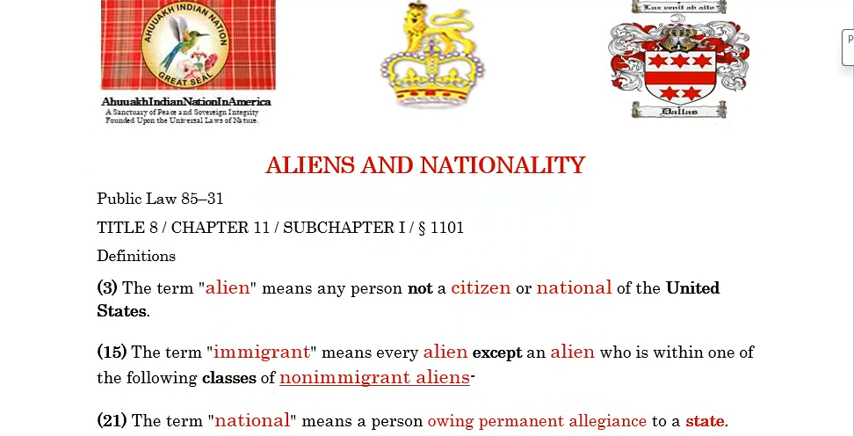 AHUUAKH INDIAN NATION
GREAT SEAL
AhuuakhIndianNationInAmerica
A Sanctuary of Peace and Sovereign Integrity
Founded Upon the Universal Laws of Nature.
Lux venit ab alto
Dallas
P
ALIENS AND NATIONALITY
Public Law 85–31
TITLE 8 / CHAPTER 11 / SUBCHAPTER I / § 1101
Definitions
(3) The term "alien" means any person not a citizen or national of the United
States.
(15) The term "immigrant" means every alien except an alien who is within one of
the following classes of nonimmigrant aliens-
(21) The term "national" means a person owing permanent allegiance to a state.